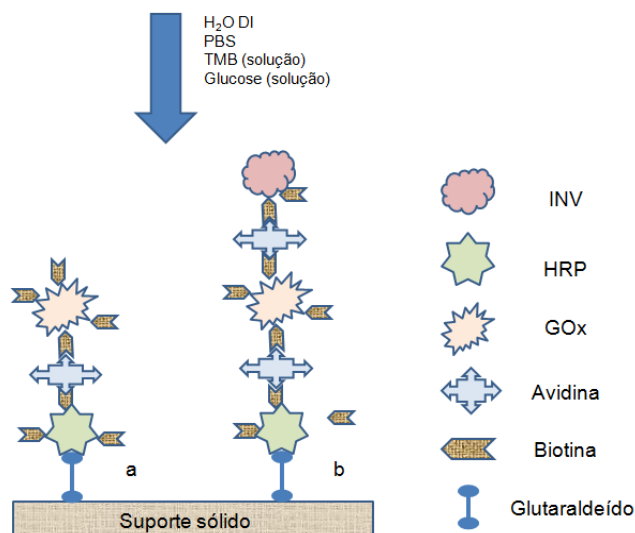 H₂O DI
PBS
TMB (solução)
Glucose (solução)
INV
HRP
GOx
Avidina
Biotina
Glutaraldeído
a
b
Suporte sólido